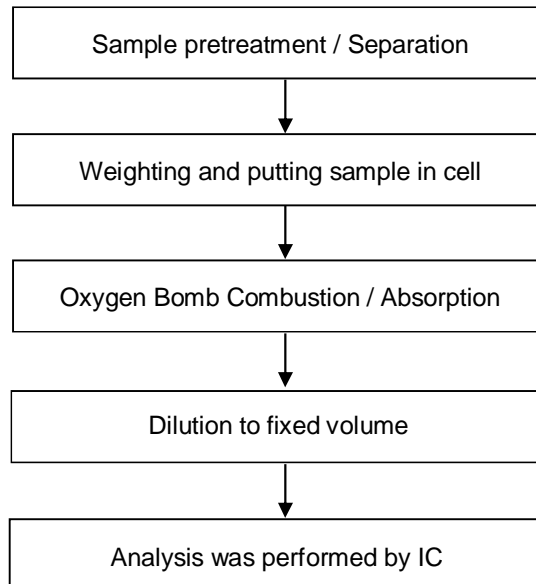 Sample pretreatment / Separation
Weighting and putting sample in cell
Oxygen Bomb Combustion / Absorption
Dilution to fixed volume
Analysis was performed by IC